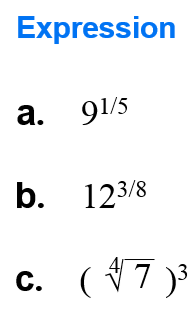 Expression
a. 9^{1/5}
b. 12^{3/8}
c. ( ∜7 )^3